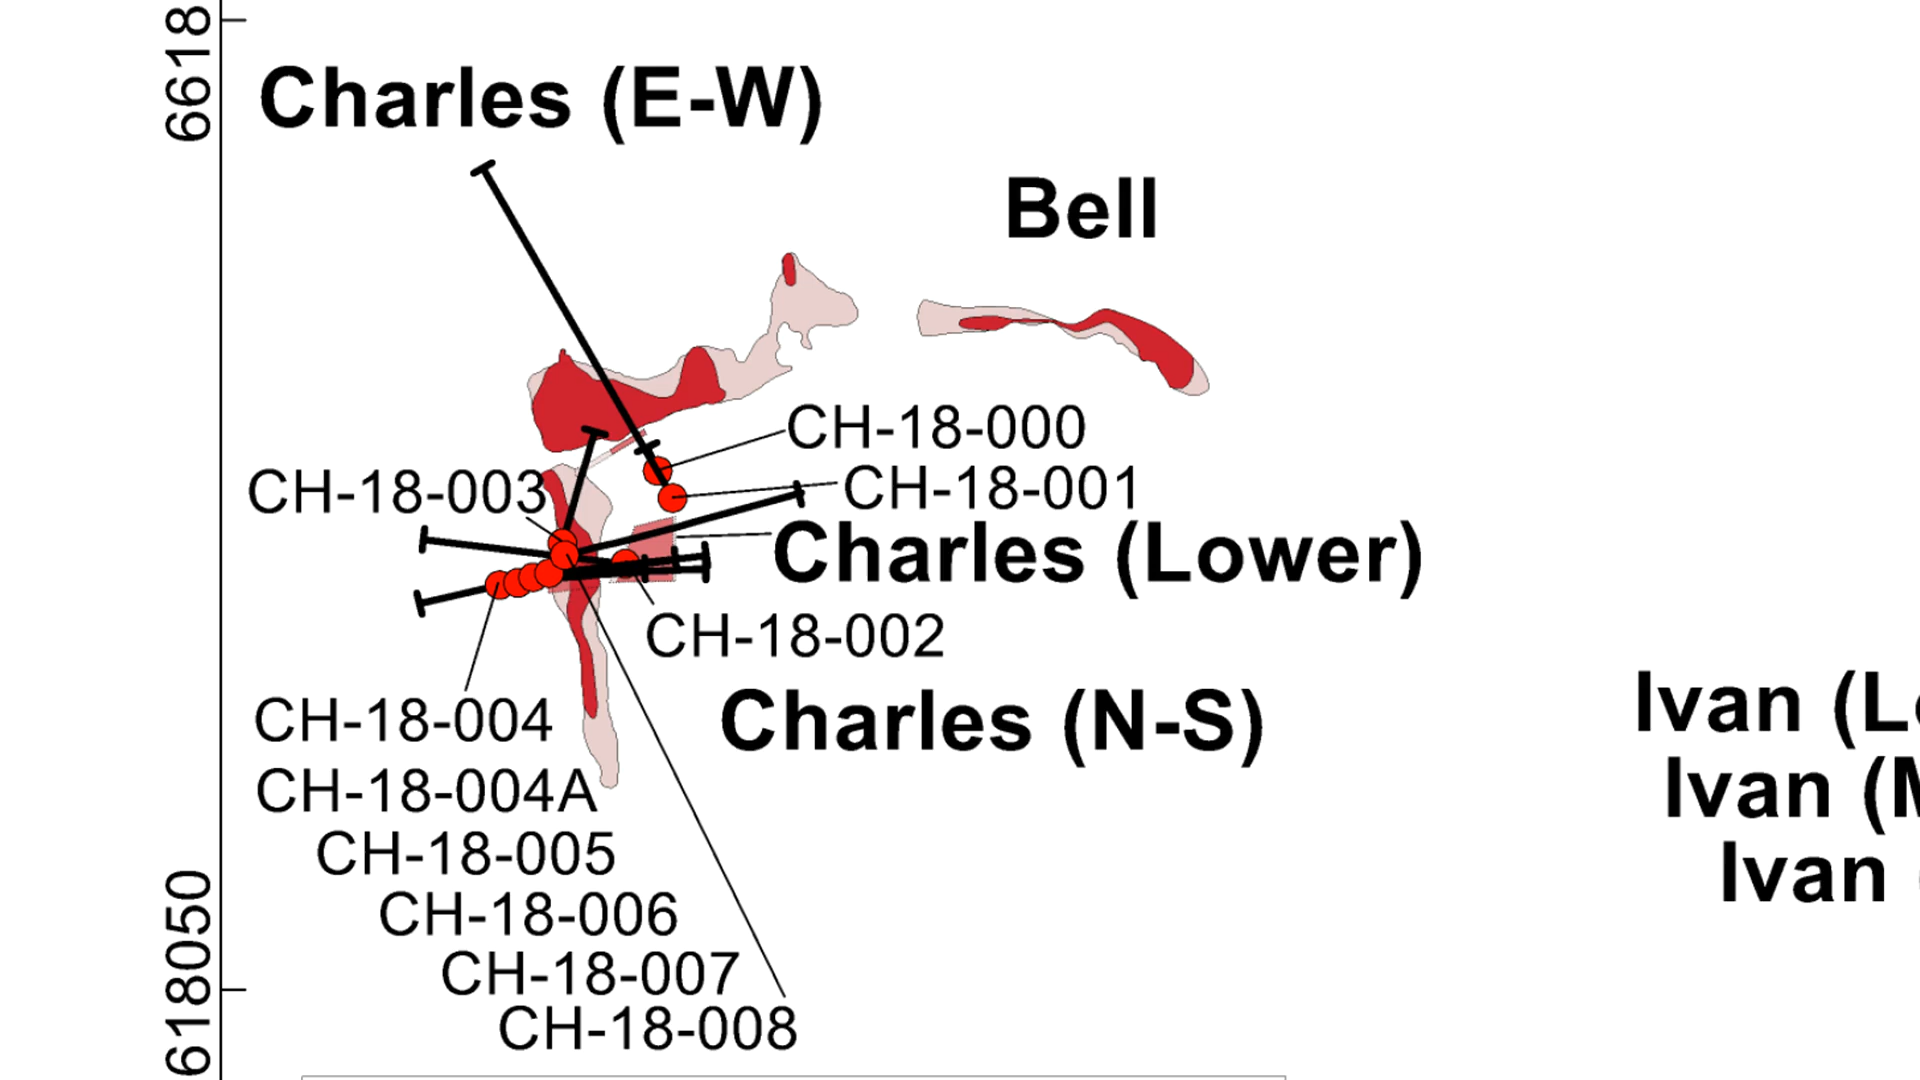 6618
Charles (E-W)
Bell
CH-18-000
CH-18-003
CH-18-001
Charles (Lower)
CH-18-002
CH-18-004
Charles (N-S)
Ivan (L
CH-18-004A
Ivan (
CH-18-005
Ivan
CH-18-006
CH-18-007
CH-18-008
618050